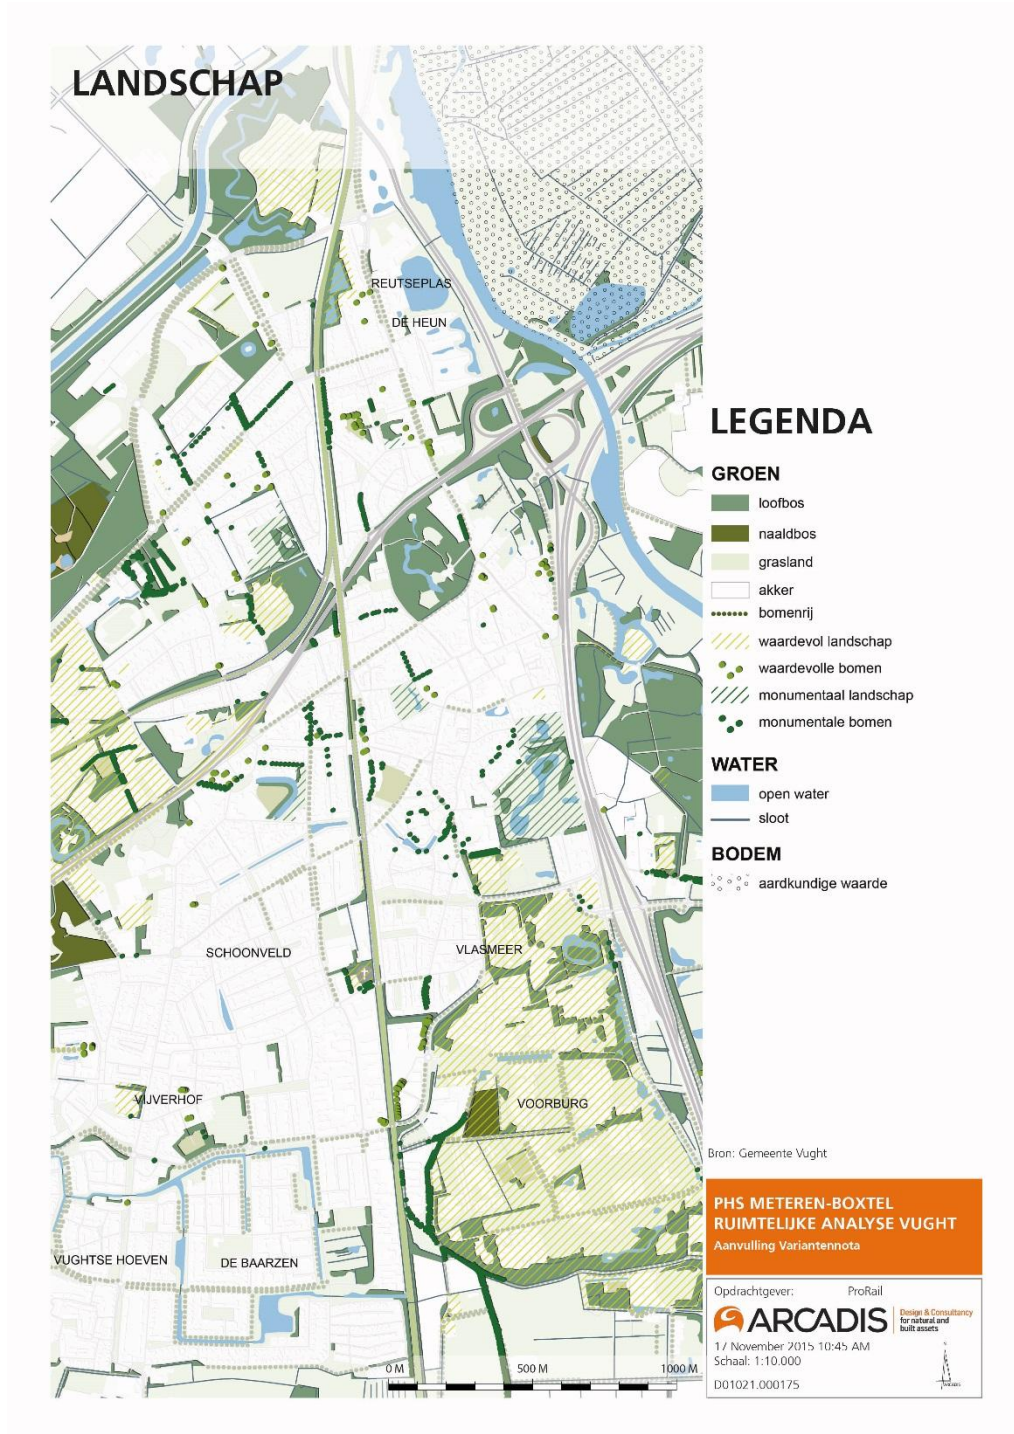 LANDSCHAP
REUTSEPLAS
DE HEUN
SCHOONVELD
VLASMEER
VIJVERHOF
VOORBURG
VUGHTSE HOEVEN
DE BAARZEN
0 M
500 M
1000 M
LEGENDA
GROEN
loofbos
naaldbos
grasland
akker
bomenrij
waardevol landschap
waardevolle bomen
monumentaal landschap
monumentale bomen
WATER
open water
sloot
BODEM
aardkundige waarde
Bron: Gemeente Vught
PHS METEREN-BOXTEL
RUIMTELIJKE ANALYSE VUGHT
Aanvulling Variantennota
Opdrachtgever: ProRail
ARCADIS
Design & Consultancy
for natural and
built assets
17 November 2015 10:45 AM
Schaal: 1:10.000
D01021.000175